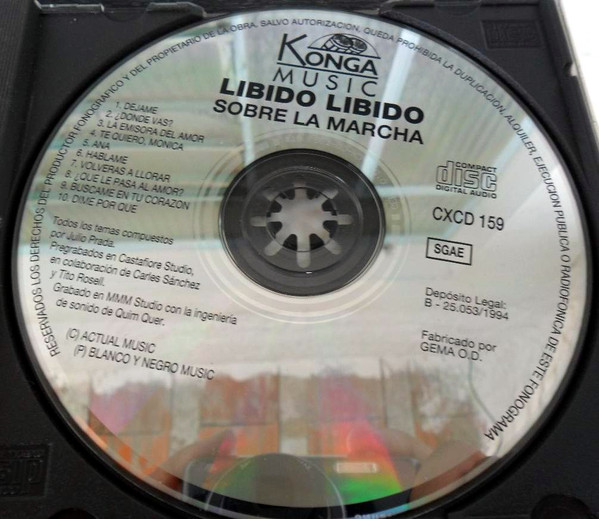 RESERVADOS LOS DERECHOS DEL PRODUCTOR FONOGRAFICO Y DEL PROPIETARIO DE LA OBRA. SALVO AUTORIZACION, QUEDA PROHIBIDA LA DUPLICACION, ALQUILER, EJECUCION PUBLICA O RADIOFONICA DE ESTE FONOGRAMA
KONGA
MUSIC
LIBIDO LIBIDO
SOBRE LA MARCHA
1. DEJAME
2. ¿DONDE VAS?
3. LA EMISORA DEL AMOR
4. TE QUIERO, MONICA
5. ANA
6. HABLAME
7. VOLVERAS A LLORAR
8. ¿QUE LE PASA AL AMOR?
9. BUSCAME EN TU CORAZON
10. DIME POR QUE
COMPACT
disc
DIGITAL AUDIO
CXCD 159
SGAE
Todos los temas compuestos
por Julio Prada.
Pregrabados en Castafiore Studio,
en colaboración de Carles Sánchez
y Tito Rosell.
Grabado en MMM Studio con la ingeniería
de sonido de Quim Quer.
Depósito Legal:
B - 25.053/1994
Fabricado por
GEMA O.D.
(C) ACTUAL MUSIC
(P) BLANCO Y NEGRO MUSIC